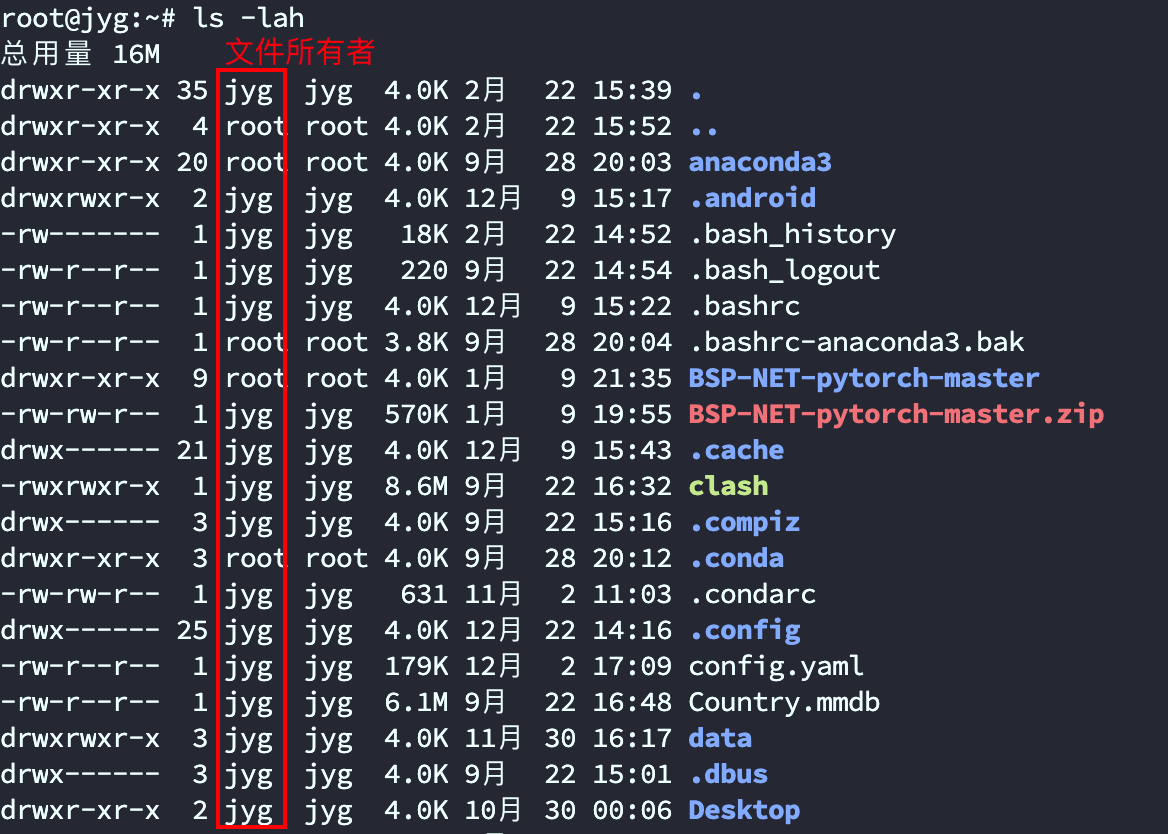 root@jyg:~# ls -lah
总用量 16M 文件所有者
drwxr-xr-x 35 jyg jyg 4.0K 2月 22 15:39 .
drwxr-xr-x 4 root root 4.0K 2月 22 15:52 ..
drwxr-xr-x 20 root root 4.0K 9月 28 20:03 anaconda3
drwxrwxr-x 2 jyg jyg 4.0K 12月 9 15:17 .android
-rw------- 1 jyg jyg 18K 2月 22 14:52 .bash_history
-rw-r--r-- 1 jyg jyg 220 9月 22 14:54 .bash_logout
-rw-r--r-- 1 jyg jyg 4.0K 12月 9 15:22 .bashrc
-rw-r--r-- 1 root root 3.8K 9月 28 20:04 .bashrc-anaconda3.bak
drwxr-xr-x 9 root root 4.0K 1月 9 21:35 BSP-NET-pytorch-master
-rw-rw-r-- 1 jyg jyg 570K 1月 9 19:55 BSP-NET-pytorch-master.zip
drwx------ 21 jyg jyg 4.0K 12月 9 15:43 .cache
-rwxrwxr-x 1 jyg jyg 8.6M 9月 22 16:32 clash
drwx------ 3 jyg jyg 4.0K 9月 22 15:16 .compiz
drwxr-xr-x 3 root root 4.0K 9月 28 20:12 .conda
-rw-rw-r-- 1 jyg jyg 631 11月 2 11:03 .condarc
drwx------ 25 jyg jyg 4.0K 12月 22 14:16 .config
-rw-r--r-- 1 jyg jyg 179K 12月 2 17:09 config.yaml
-rw-r--r-- 1 jyg jyg 6.1M 9月 22 16:48 Country.mmdb
drwxrwxr-x 3 jyg jyg 4.0K 11月 30 16:17 data
drwx------ 3 jyg jyg 4.0K 9月 22 15:01 .dbus
drwxr-xr-x 2 jyg jyg 4.0K 10月 30 00:06 Desktop